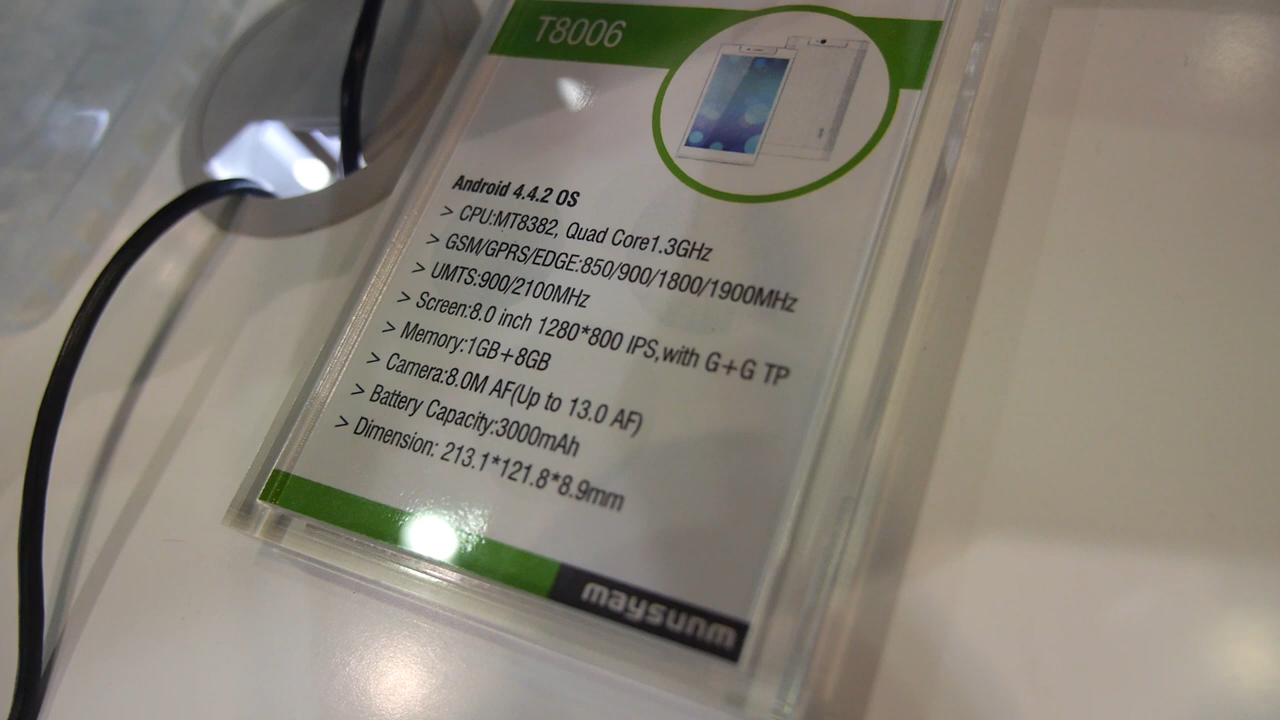 T8006
Android 4.4.2 OS
> CPU:MT8382, Quad Core1.3GHz
> GSM/GPRS/EDGE:850/900/1800/1900MHz
> UMTS:900/2100MHz
> Screen:8.0 inch 1280*800 IPS,with G+G TP
> Memory:1GB+8GB
> Camera:8.0M AF(Up to 13.0 AF)
> Battery Capacity:3000mAh
> Dimension: 213.1*121.8*8.9mm
maysunm